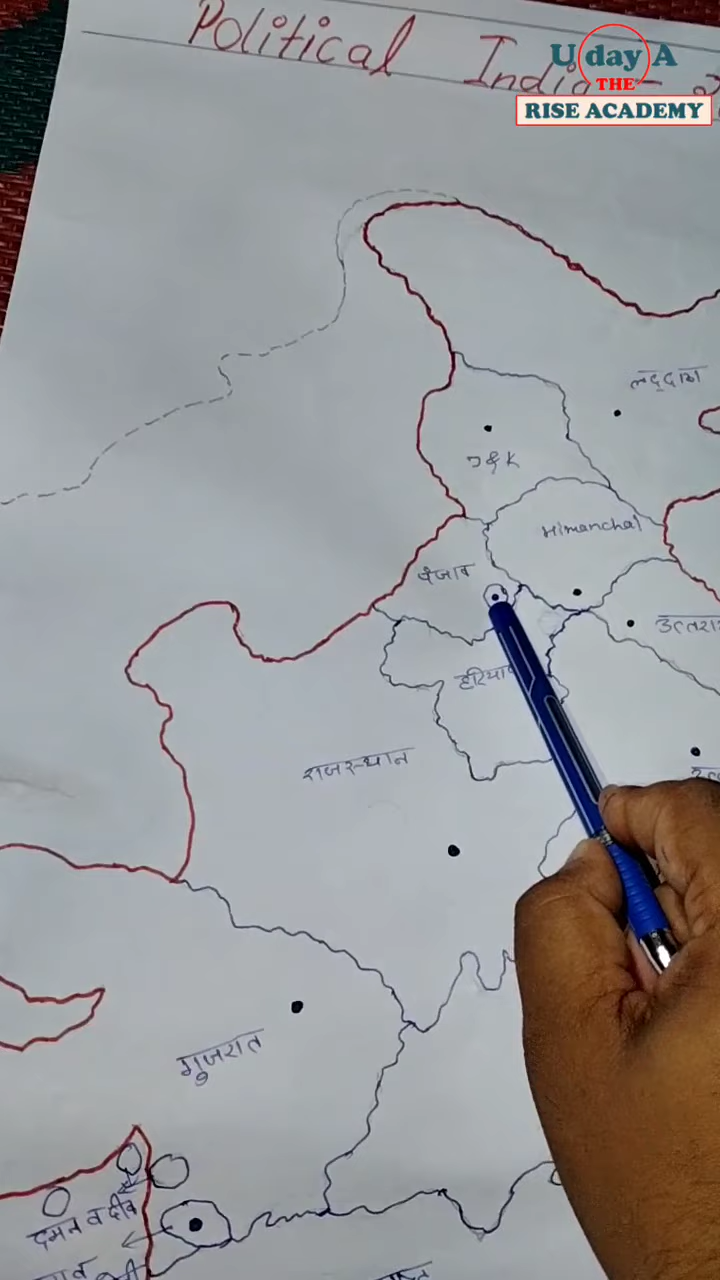 Political India -
Uday A
THE
RISE ACADEMY
लद्दाख
J&K
Himanchal
पंजाब
उत्तरा
हरिया
राजस्थान
गुजरात
दमन व दीव